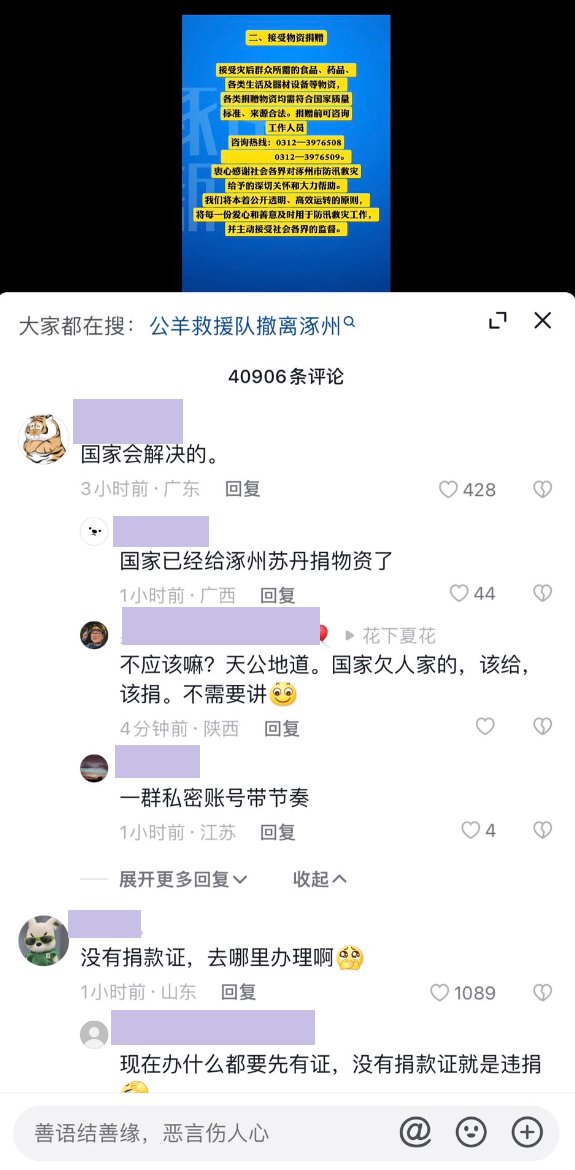 二、接受物资捐赠
接受灾后群众所需的食品、药品、
各类生活及器材设备等物资,
各类捐赠物资均需符合国家质量
标准、来源合法。捐赠前可咨询
工作人员
咨询热线：0312—3976508
0312—3976509。
衷心感谢社会各界对涿州市防汛救灾
给予的深切关怀和大力帮助。
我们将本着公开透明、高效运转的原则,
将每一份爱心和善意及时用于防汛救灾工作,
并主动接受社会各界的监督。
大家都在搜：公羊救援队撤离涿州
40906条评论
国家会解决的。
3小时前·广东 回复 428
国家已经给涿州苏丹捐物资了
1小时前·广西 回复 44
花下夏花
不应该嘛？天公地道。国家欠人家的，该给，
该捐。不需要讲
4分钟前·陕西 回复
一群私密账号带节奏
1小时前·江苏 回复 4
展开更多回复 收起
没有捐款证，去哪里办理啊
1小时前·山东 回复 1089
现在办什么都要先有证，没有捐款证就是违捐
善语结善缘，恶言伤人心